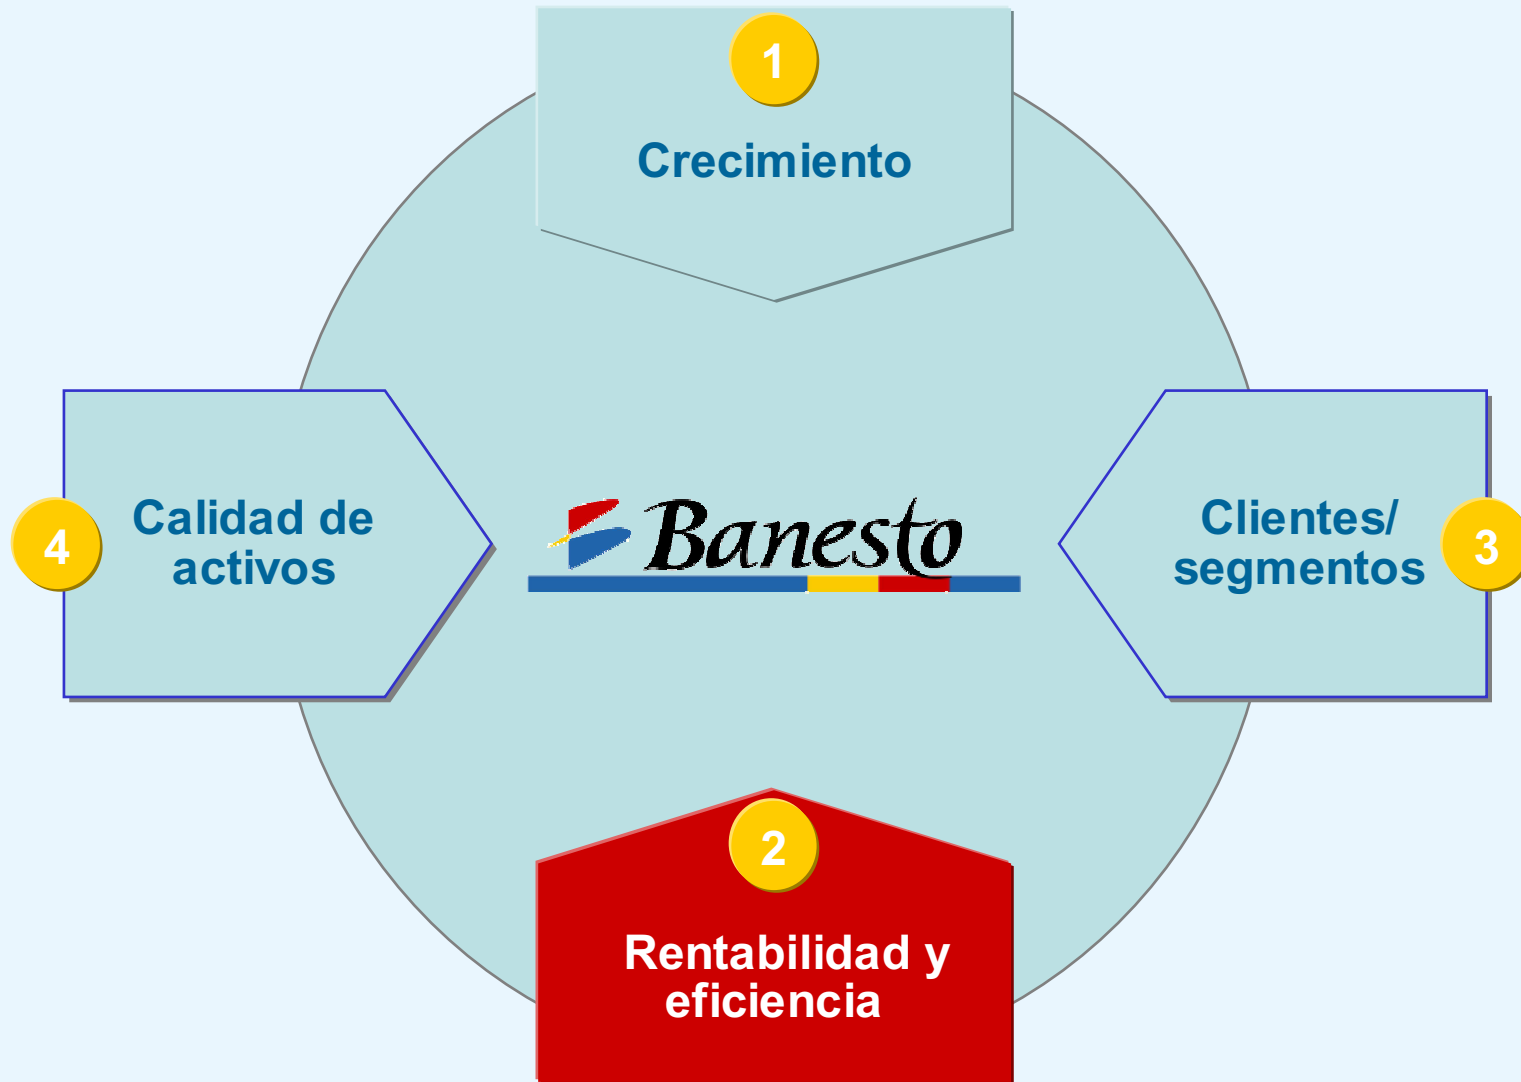 1
Crecimiento
4
Calidad de
activos
Banesto
Clientes/
segmentos
3
2
Rentabilidad y
eficiencia